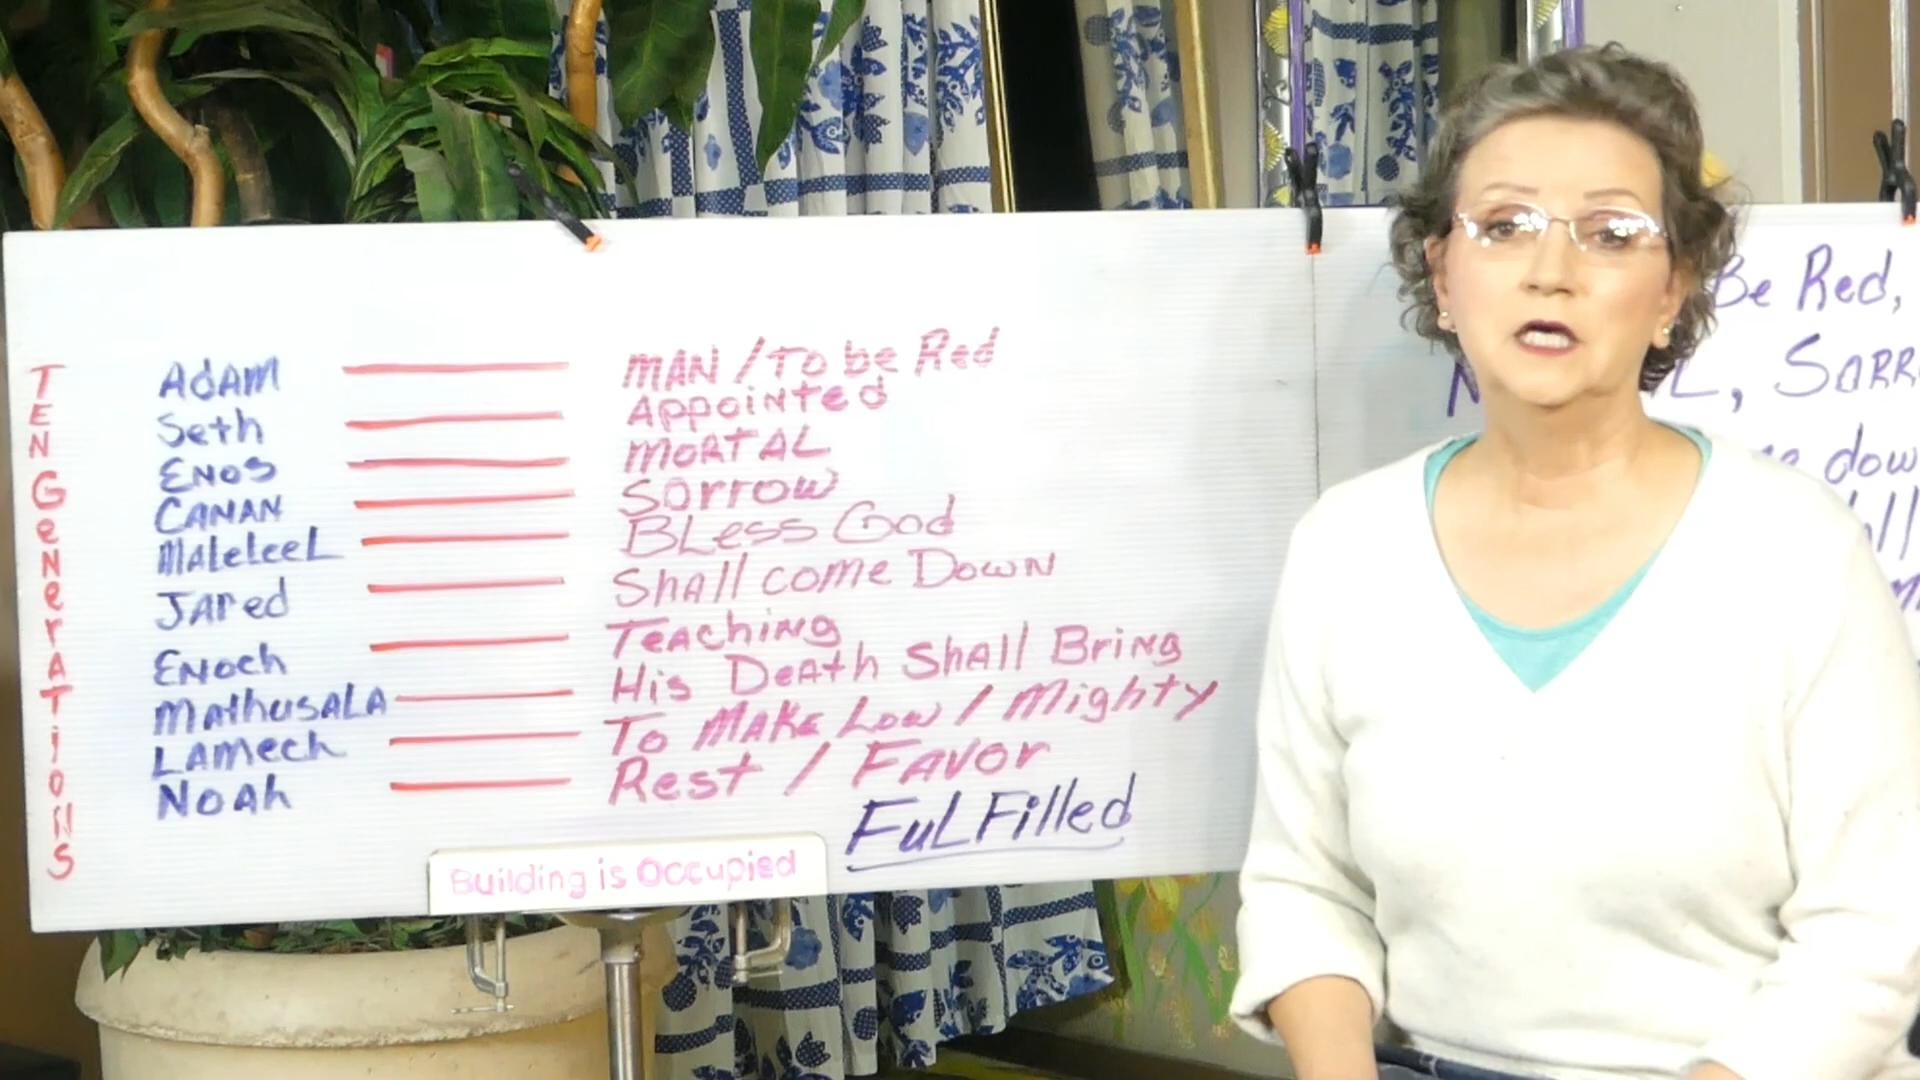 TEN GENERATIONS
ADAM — MAN / To be Red
Seth — Appointed
ENOS — MORTAL
CANAN — Sorrow
MAleleeL — BLess God
JAred — Shall come Down
ENoch — TeachiNg
MAthusALA — His DeAth Shall Bring
LAmech — To MAKe Low / Mighty
NOAh — Rest / FAvor
FuLFilled
Building is Occupied
Be Red,
L, SORR
dow